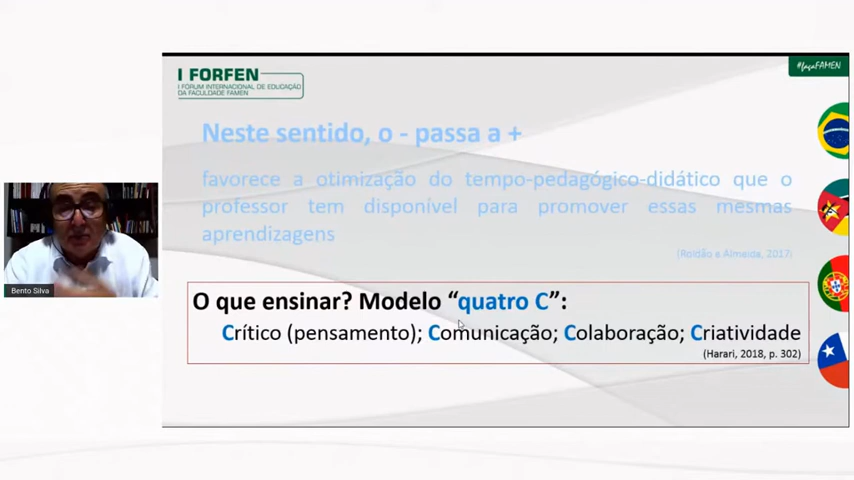 I FORFEN
I FÓRUM INTERNACIONAL DE EDUCAÇÃO
DA FACULDADE FAMEN
#façaFAMEN
Neste sentido, o - passa a +
favorece a otimização do tempo-pedagógico-didático que o
professor tem disponível para promover essas mesmas
aprendizagens
(Roldão e Almeida, 2017)
Bento Silva
O que ensinar? Modelo “quatro C”:
Crítico (pensamento); Comunicação; Colaboração; Criatividade
(Harari, 2018, p. 302)